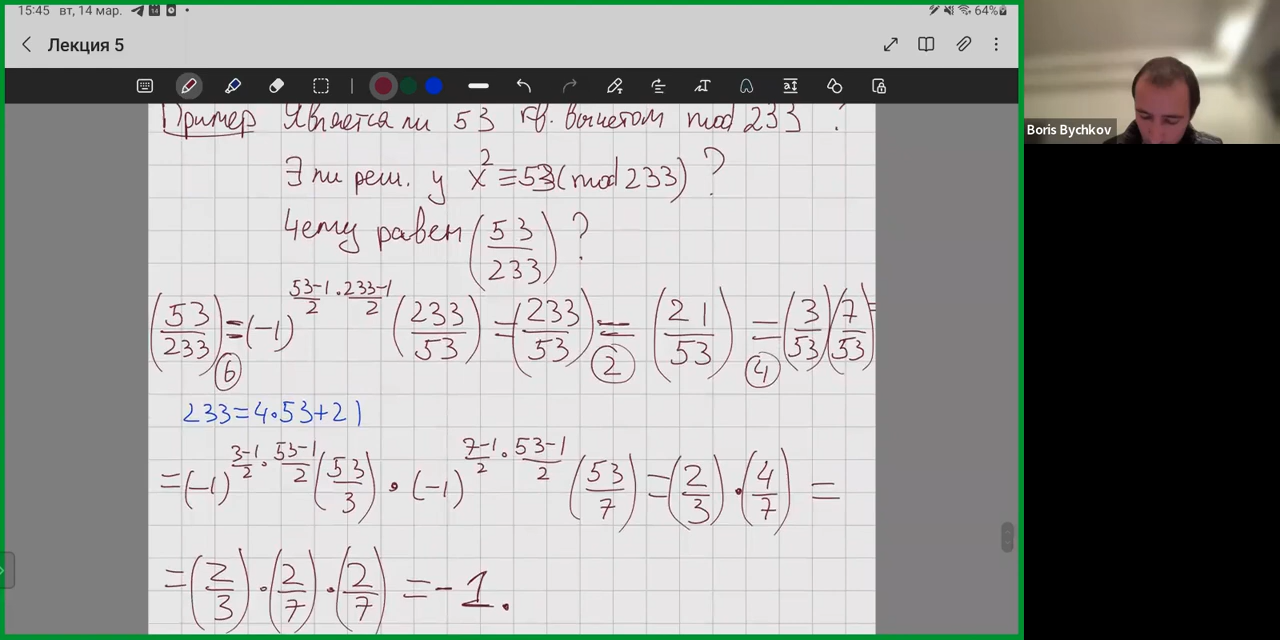 15:45 вт, 14 мар.
64%
Лекция 5
Boris Bychkov
Пример Является ли 53 кв. вычетом mod 233 ?
∃ ли реш. у x² ≡ 53 (mod 233) ?
Чему равен (53/233) ?
(53/233) = (-1)^(53-1/2 · 233-1/2) (233/53) = (233/53) = (21/53) = (3/53)(7/53) =
6 2 4
233 = 4·53+21
= (-1)^(3-1/2 · 53-1/2) (53/3) · (-1)^(7-1/2 · 53-1/2) (53/7) = (2/3) · (4/7) =
= (2/3) · (2/7) · (2/7) = -1.